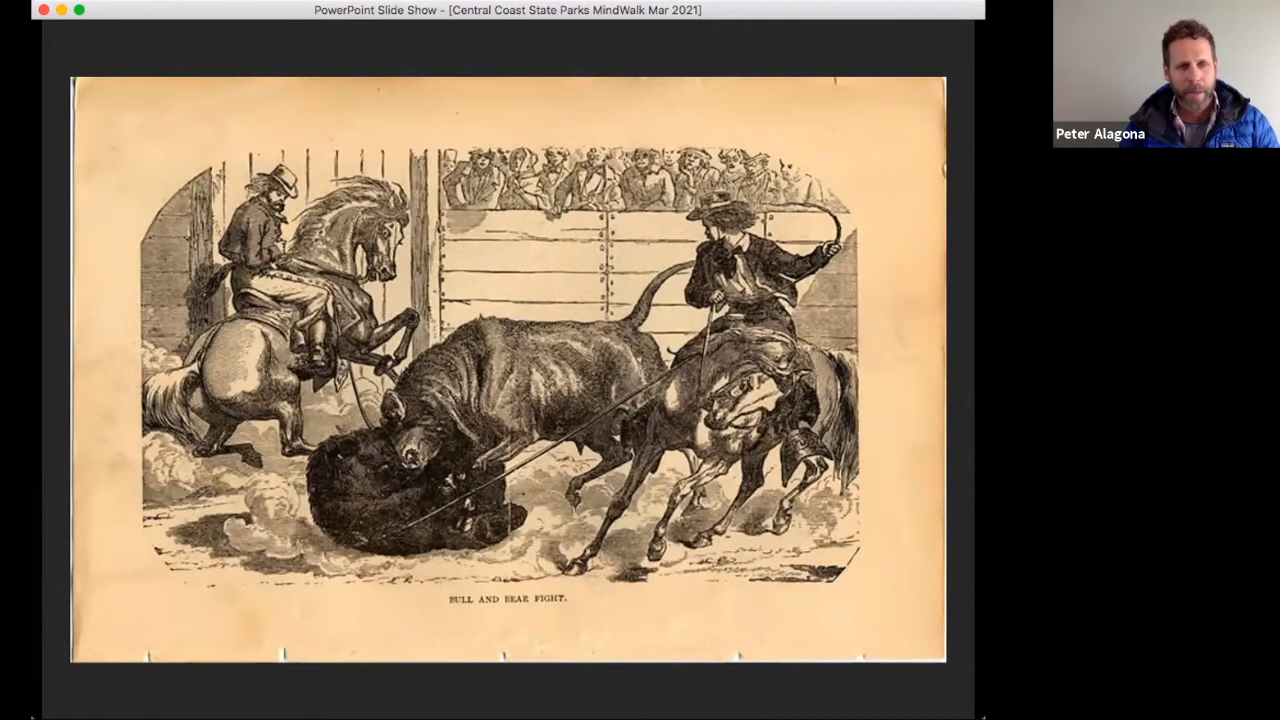 PowerPoint Slide Show - [Central Coast State Parks MindWalk Mar 2021]
Peter Alagona
BULL AND BEAR FIGHT.